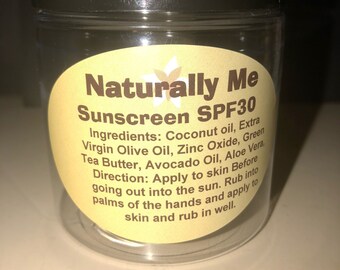 Naturally Me
Sunscreen SPF30
Ingredients: Coconut oil, Extra
Virgin Olive Oil, Zinc Oxide, Green
Tea Butter, Avocado Oil, Aloe Vera,
Direction: Apply to skin Before
going out into the sun. Rub into
palms of the hands and apply to
skin and rub in well.